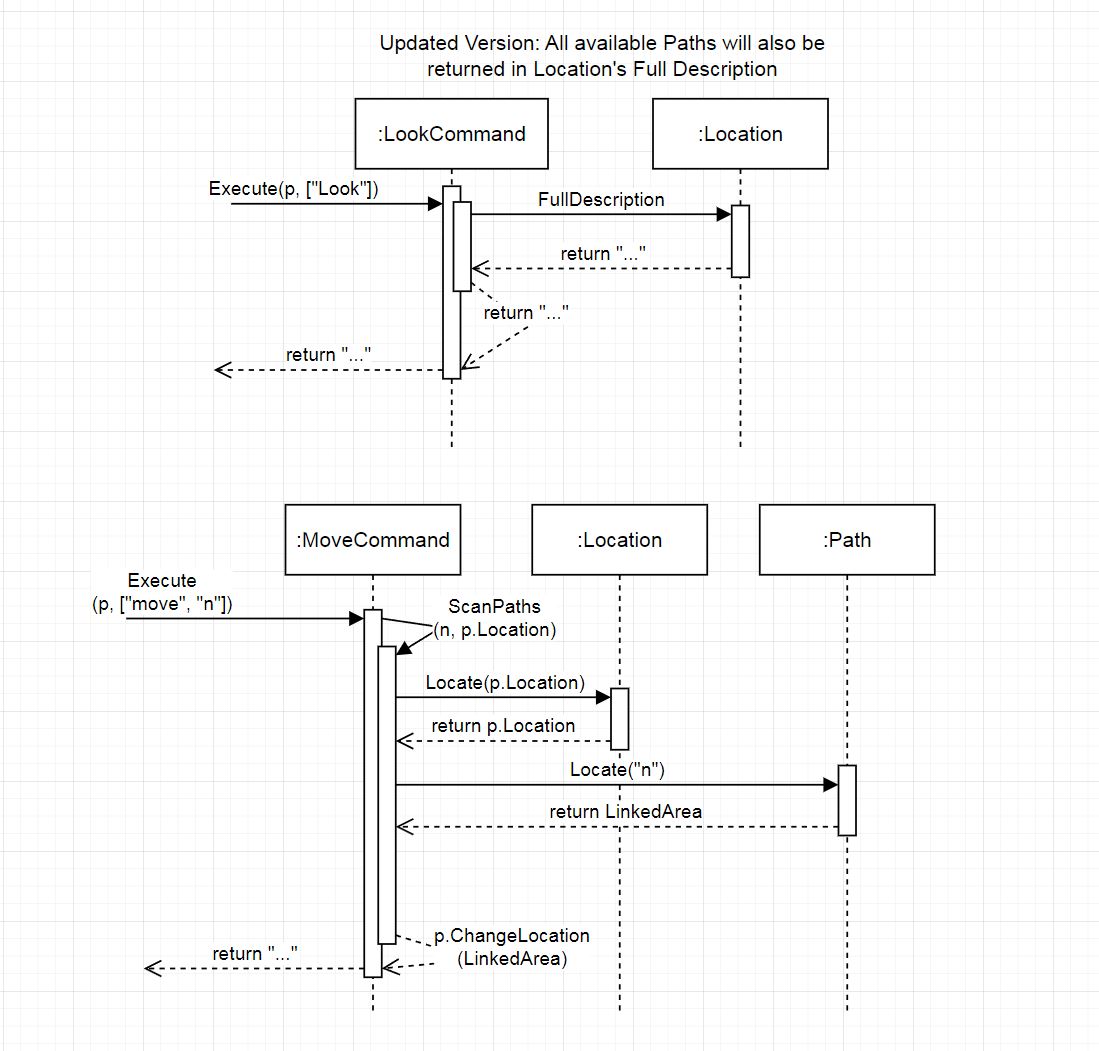 Updated Version: All available Paths will also be
returned in Location's Full Description
:LookCommand
:Location
Execute(p, ["Look"])
FullDescription
return "..."
return "..."
return "..."
:MoveCommand
:Location
:Path
Execute
(p, ["move", "n"])
ScanPaths
(n, p.Location)
Locate(p.Location)
return p.Location
Locate("n")
return LinkedArea
p.ChangeLocation
(LinkedArea)
return "..."